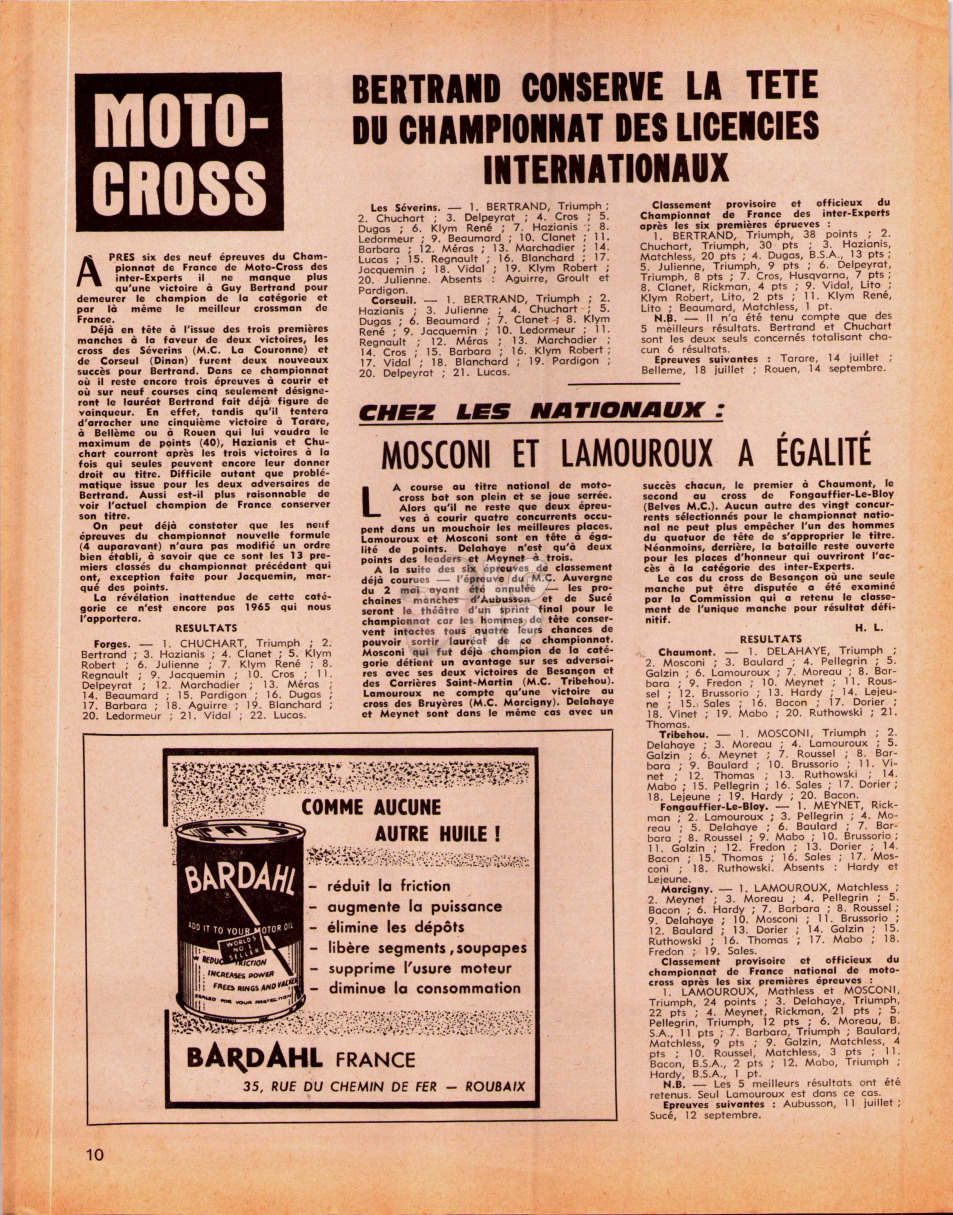 MOTO-
CROSS
BERTRAND CONSERVE LA TETE
DU CHAMPIONNAT DES LICENCIES
INTERNATIONAUX
APRES six des neuf épreuves du Cham-
pionnat de France de Moto-Cross des
inter-Experts il ne manque plus
qu'une victoire à Guy Bertrand pour
demeurer le champion de la catégorie et
par là même le meilleur crossman de
France.
Déjà en tête à l'issue des trois premières
manches à la faveur de deux victoires, les
cross des Séverins (M.C. La Couronne) et
de Corseul (Dinan) furent deux nouveaux
succès pour Bertrand. Dans ce championnat
où il reste encore trois épreuves à courir et
où sur neuf courses cinq seulement désigne-
ront le lauréat Bertrand fait déjà figure de
vainqueur. En effet, tandis qu'il tentera
d'arracher une cinquième victoire à Tarare,
à Bellème ou à Rouen qui lui vaudra le
maximum de points (40), Hazianis et Chu-
chart courront après les trois victoires à la
fois qui seules peuvent encore leur donner
droit au titre. Difficile autant que problé-
matique issue pour les deux adversaires de
Bertrand. Aussi est-il plus raisonnable de
voir l'actuel champion de France conserver
son titre.
On peut déjà constater que les neuf
épreuves du championnat nouvelle formule
(4 auparavant) n'aura pas modifié un ordre
bien établi, à savoir que ce sont les 13 pre-
miers classés du championnat précédant qui
ont, exception faite pour Jacquemin, mar-
qué des points.
La révélation inattendue de cette caté-
gorie ce n'est encore pas 1965 qui nous
l'apportera.
RESULTATS
Forges. — 1. CHUCHART, Triumph ; 2.
Bertrand ; 3. Hazianis ; 4. Clanet ; 5. Klym
Robert ; 6. Julienne ; 7. Klym René ; 8.
Regnault ; 9. Jacquemin ; 10. Cros ; 11.
Delpeyrat ; 12. Marchadier ; 13. Méras ;
14. Beaumard ; 15. Pardigon ; 16. Dugas ;
17. Barbara ; 18. Aguirre ; 19. Blanchard ;
20. Ledormeur ; 21. Vidal ; 22. Lucas.
Les Séverins. — 1. BERTRAND, Triumph ;
2. Chuchart ; 3. Delpeyrat ; 4. Cros ; 5.
Dugas ; 6. Klym René ; 7. Hazianis ; 8.
Ledormeur ; 9. Beaumard ; 10. Clanet ; 11.
Barbara ; 12. Méras ; 13. Marchadier ; 14.
Lucas ; 15. Regnault ; 16. Blanchard ; 17.
Jacquemin ; 18. Vidal ; 19. Klym Robert ;
20. Julienne. Absents : Aguirre, Groult et
Pardigon.
Corseuil. — 1. BERTRAND, Triumph ; 2.
Hazianis ; 3. Julienne ; 4. Chuchart ; 5.
Dugas ; 6. Beaumard ; 7. Clanet ; 8. Klym
René ; 9. Jacquemin ; 10. Ledormeur ; 11.
Regnault ; 12. Méras ; 13. Marchadier ;
14. Cros ; 15. Barbara ; 16. Klym Robert ;
17. Vidal ; 18. Blanchard ; 19. Pardigon ;
20. Delpeyrat ; 21. Lucas.
Classement provisoire et officieux du
Championnat de France des inter-Experts
après les six premières éprueves :
1. BERTRAND, Triumph, 38 points ; 2.
Chuchart, Triumph, 30 pts ; 3. Hazianis,
Matchless, 20 pts ; 4. Dugas, B.S.A., 13 pts ;
5. Julienne, Triumph, 9 pts ; 6. Delpeyrat,
Triumph, 8 pts ; 7. Cros, Husqvarna, 7 pts ;
8. Clanet, Rickman, 4 pts ; 9. Vidal, Lito ;
Klym Robert, Lito, 2 pts ; 11. Klym René,
Lito ; Beaumard, Matchless, 1 pt.
N.B. — Il n'a été tenu compte que des
5 meilleurs résultats. Bertrand et Chuchart
sont les deux seuls concernés totalisant cha-
cun 6 résultats.
Epreuves suivantes : Tarare, 14 juillet ;
Belleme, 18 juillet ; Rouen, 14 septembre.
CHEZ LES NATIONAUX :
MOSCONI ET LAMOUROUX A ÉGALITÉ
LA course au titre national de moto-
cross bat son plein et se joue serrée.
Alors qu'il ne reste que deux épreu-
ves à courir quatre concurrents occu-
pent dans un mouchoir les meilleures places.
Lamouroux et Mosconi sont en tête à éga-
lité de points. Delahaye n'est qu'à deux
points des leaders et Meynet à trois.
A la suite des six épreuves de classement
déjà courues — l'épreuve du M.C. Auvergne
du 2 mai ayant été annulée — les pro-
chaines manches d'Aubusson et de Sucé
seront le théâtre d'un sprint final pour le
championnat car les hommes de tête conser-
vent intactes tous quatre leurs chances de
pouvoir sortir lauréat de ce championnat.
Mosconi qui fut déjà champion de la caté-
gorie détient un avantage sur ses adversai-
res avec ses deux victoires de Besançon et
des Carrières Saint-Martin (M.C. Tribehou).
Lamouroux ne compte qu'une victoire au
cross des Bruyères (M.C. Marcigny). Delahaye
et Meynet sont dans le même cas avec un
succès chacun, le premier à Chaumont, le
second au cross de Fongauffier-Le-Bloy
(Belves M.C.). Aucun autre des vingt concur-
rents sélectionnés pour le championnat natio-
nal ne peut plus empêcher l'un des hommes
du quatuor de tête de s'approprier le titre.
Néanmoins, derrière, la bataille reste ouverte
pour les places d'honneur qui ouvriront l'ac-
cès à la catégorie des inter-Experts.
Le cas du cross de Besançon où une seule
manche put être disputée a été examiné
par la Commission qui a retenu le classe-
ment de l'unique manche pour résultat défi-
nitif.
H. L.
RESULTATS
Chaumont. — 1. DELAHAYE, Triumph ;
2. Mosconi ; 3. Baulard ; 4. Pellegrin ; 5.
Galzin ; 6. Lamouroux ; 7. Moreau ; 8. Bar-
bara ; 9. Fredon ; 10. Meynet ; 11. Rous-
sel ; 12. Brussorio ; 13. Hardy ; 14. Lejeu-
ne ; 15. Sales ; 16. Bacon ; 17. Dorier ;
18. Vinet ; 19. Mabo ; 20. Ruthowski ; 21.
Thomas.
Tribehou. — 1. MOSCONI, Triumph ; 2.
Delahaye ; 3. Moreau ; 4. Lamouroux ; 5.
Galzin ; 6. Meynet ; 7. Roussel ; 8. Bar-
bara ; 9. Baulard ; 10. Brussorio ; 11. Vi-
net ; 12. Thomas ; 13. Ruthowski ; 14.
Mabo ; 15. Pellegrin ; 16. Sales ; 17. Dorier ;
18. Lejeune ; 19. Hardy ; 20. Bacon.
Fongauffier-Le-Bloy. — 1. MEYNET, Rick-
man ; 2. Lamouroux ; 3. Pellegrin ; 4. Mo-
reau ; 5. Delahaye ; 6. Baulard ; 7. Bar-
bara ; 8. Roussel ; 9. Mabo ; 10. Brussorio ;
11. Galzin ; 12. Fredon ; 13. Dorier ; 14.
Bacon ; 15. Thomas ; 16. Sales ; 17. Mos-
coni ; 18. Ruthowski. Absents : Hardy et
Lejeune.
Marcigny. — 1. LAMOUROUX, Matchless ;
2. Meynet ; 3. Moreau ; 4. Pellegrin ; 5.
Bacon ; 6. Hardy ; 7. Barbara ; 8. Roussel ;
9. Delahaye ; 10. Mosconi ; 11. Brussorio ;
12. Baulard ; 13. Dorier ; 14. Galzin ; 15.
Ruthowski ; 16. Thomas ; 17. Mabo ; 18.
Fredon ; 19. Sales.
Classement provisoire et officieux du
championnat de France national de moto-
cross après les six premières épreuves :
1. LAMOUROUX, Mathless et MOSCONI,
Triumph, 24 points ; 3. Delahaye, Triumph,
22 pts ; 4. Meynet, Rickman, 21 pts ; 5.
Pellegrin, Triumph, 12 pts ; 6. Moreau, B.
S.A., 11 pts ; 7. Barbara, Triumph ; Baulard,
Matchless, 9 pts ; 9. Galzin, Matchless, 4
pts ; 10. Roussel, Matchless, 3 pts ; 11.
Bacon, B.S.A., 2 pts ; 12. Mabo, Triumph ;
Hardy, B.S.A., 1 pt.
N.B. — Les 5 meilleurs résultats ont été
retenus. Seul Lamouroux est dans ce cas.
Epreuves suivantes : Aubusson, 11 juillet ;
Sucé, 12 septembre.
COMME AUCUNE
AUTRE HUILE !
BARDAHL
ADD IT TO YOUR MOTOR OIL
WORLD'S
NO. 1
SELLER
REDUC FRICTION
INCREASES POWER
FREES RINGS AND VALVES
SEALED FOR YOUR PROTECTION
– réduit la friction
– augmente la puissance
– élimine les dépôts
– libère segments, soupapes
– supprime l'usure moteur
– diminue la consommation
BARDAHL FRANCE
35, RUE DU CHEMIN DE FER — ROUBAIX
10